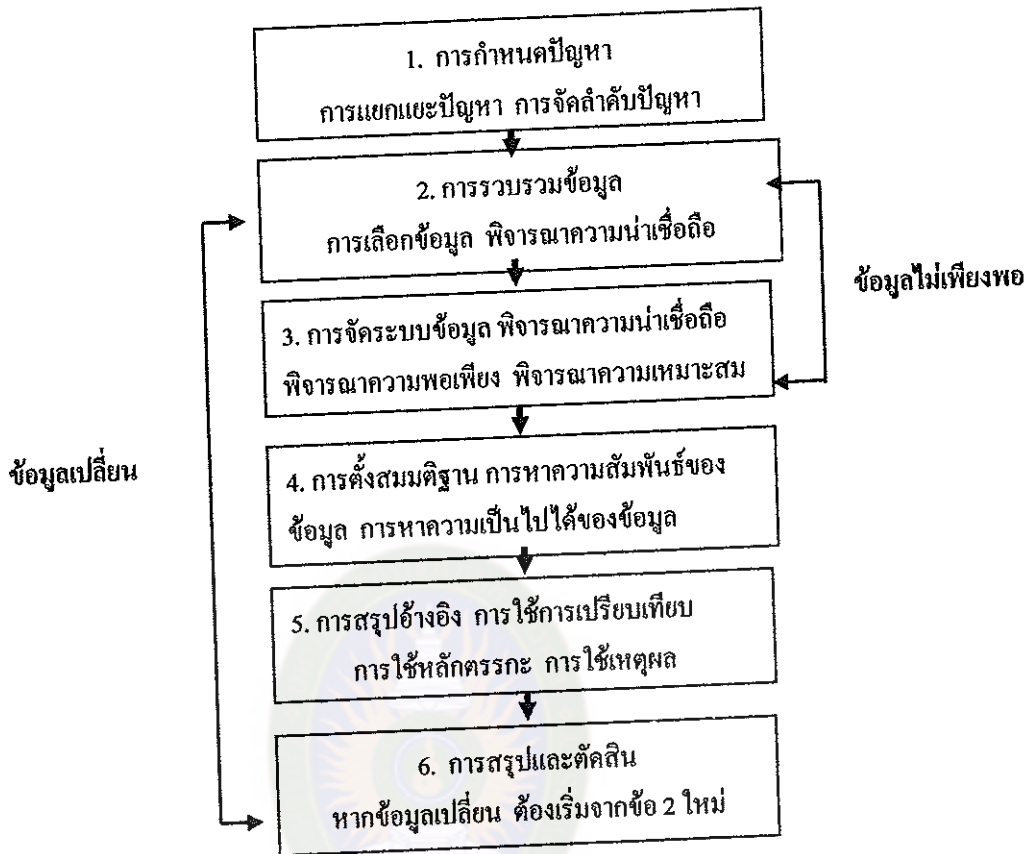 1. การกำหนดปัญหา
การแยกแยะปัญหา การจัดลำดับปัญหา
2. การรวบรวมข้อมูล
การเลือกข้อมูล พิจารณาความน่าเชื่อถือ
ข้อมูลไม่เพียงพอ
3. การจัดระบบข้อมูล พิจารณาความน่าเชื่อถือ
พิจารณาความพอเพียง พิจารณาความเหมาะสม
ข้อมูลเปลี่ยน
4. การตั้งสมมติฐาน การหาความสัมพันธ์ของ
ข้อมูล การหาความเป็นไปได้ของข้อมูล
5. การสรุปอ้างอิง การใช้การเปรียบเทียบ
การใช้หลักตรรกะ การใช้เหตุผล
6. การสรุปและตัดสิน
หากข้อมูลเปลี่ยน ต้องเริ่มจากข้อ 2 ใหม่